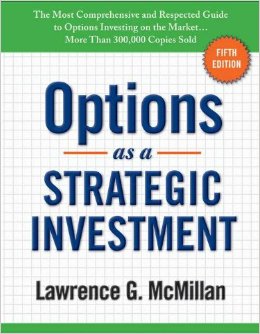 The Most Comprehensive and Respected Guide
to Options Investing on the Market...
More Than 300,000 Copies Sold
FIFTH
EDITION
Options
as a
STRATEGIC
INVESTMENT
Lawrence G. McMillan